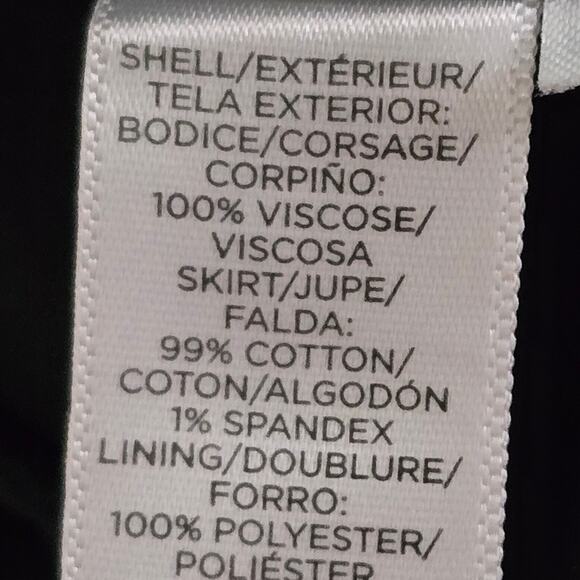 SHELL/EXTÉRIEUR/
TELA EXTERIOR:
BODICE/CORSAGE/
CORPIÑO:
100% VISCOSE/
VISCOSA
SKIRT/JUPE/
FALDA:
99% COTTON/
COTON/ALGODÓN
1% SPANDEX
LINING/DOUBLURE/
FORRO:
100% POLYESTER/
POLIÉSTER